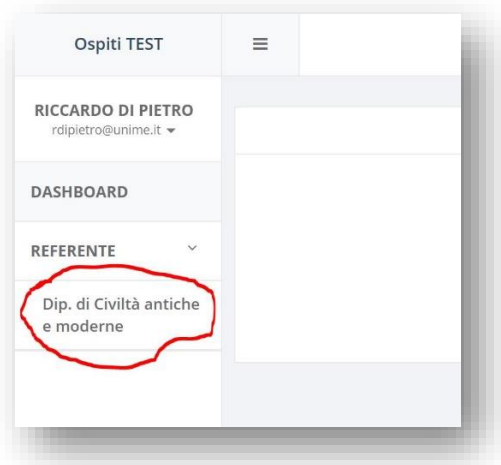 Ospiti TEST
RICCARDO DI PIETRO
rdipietro@unime.it
DASHBOARD
REFERENTE
Dip. di Civiltà antiche
e moderne